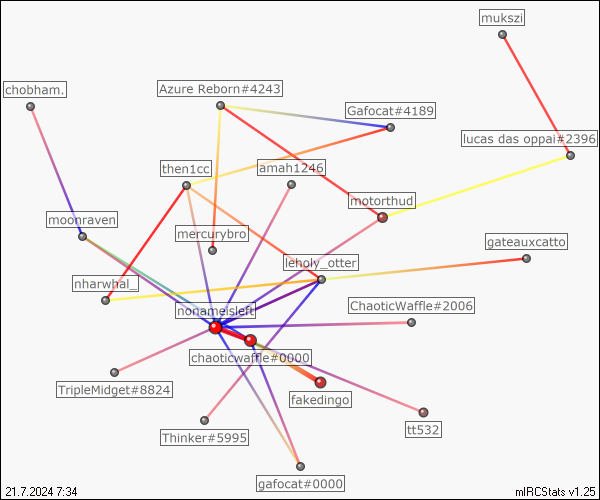 mukszi
chobham.
Azure Reborn#4243
Gafocat#4189
lucas das oppai#2396
then1cc
amah1246
motorthud
moonraven
mercurybro
gateauxcatto
leholy_otter
nharwhal_
nonameisleft
ChaoticWaffle#2006
chaoticwaffle#0000
TripleMidget#8824
fakedingo
Thinker#5995
tt532
gafocat#0000
21.7.2024 7:34
mIRCStats v1.25